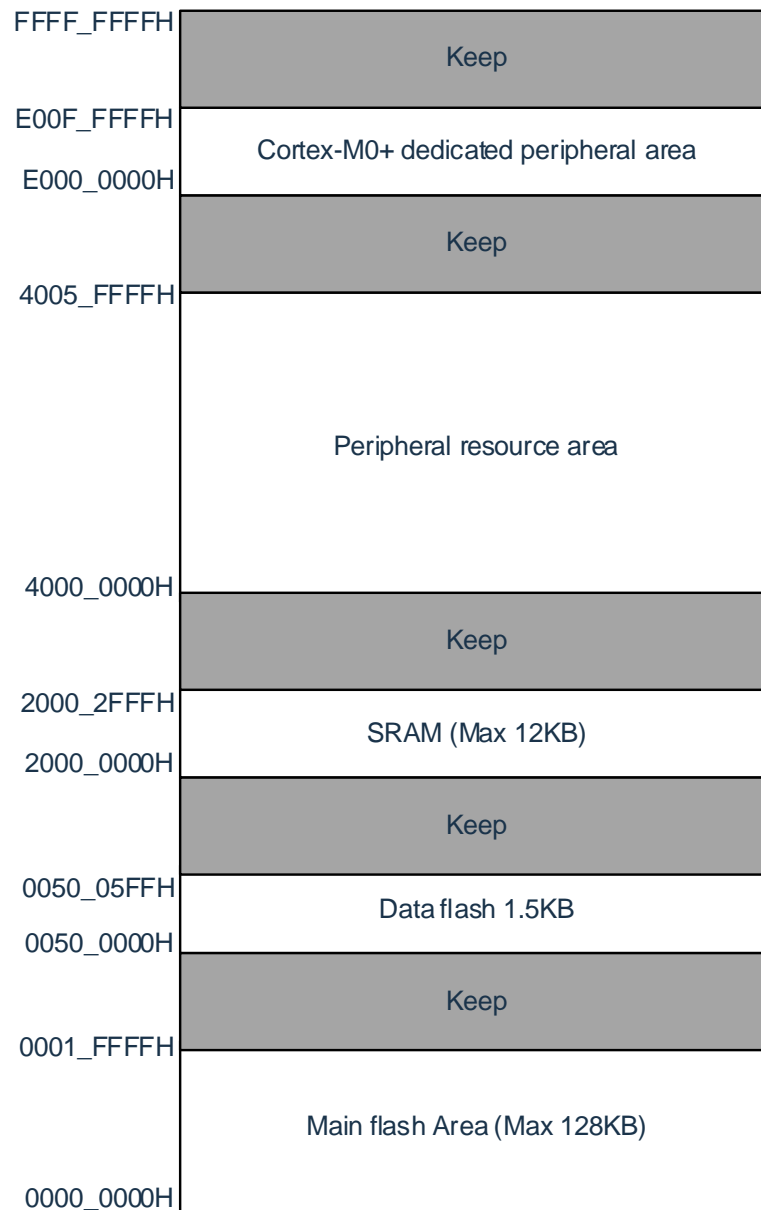 FFFF_FFFFH
Keep
E00F_FFFFH
Cortex-M0+ dedicated peripheral area
E000_0000H
Keep
4005_FFFFH
Peripheral resource area
4000_0000H
Keep
2000_2FFFH
SRAM (Max 12KB)
2000_0000H
Keep
0050_05FFH
Data flash 1.5KB
0050_0000H
Keep
0001_FFFFH
Main flash Area (Max 128KB)
0000_0000H